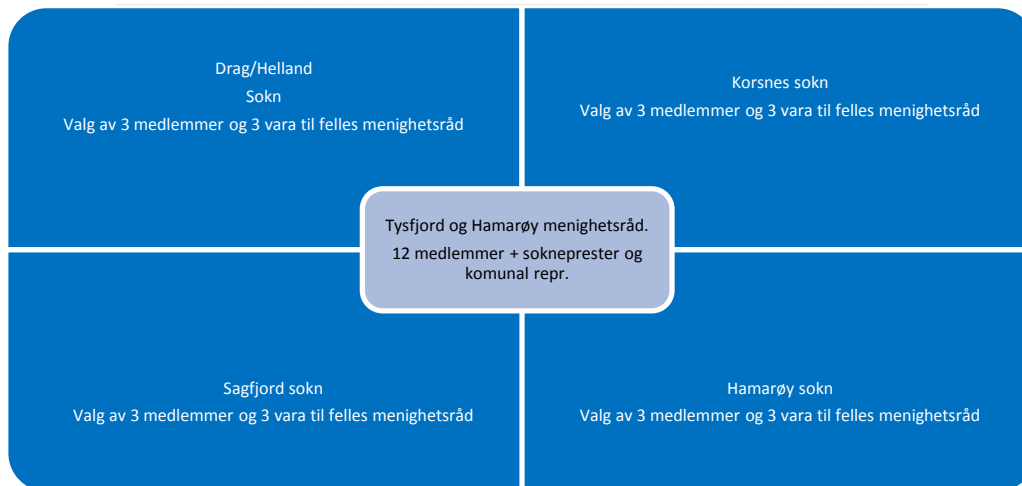 Drag/Helland
Sokn
Valg av 3 medlemmer og 3 vara til felles menighetsråd
Korsnes sokn
Valg av 3 medlemmer og 3 vara til felles menighetsråd
Tysfjord og Hamarøy menighetsråd.
12 medlemmer + sokneprester og
komunal repr.
Sagfjord sokn
Valg av 3 medlemmer og 3 vara til felles menighetsråd
Hamarøy sokn
Valg av 3 medlemmer og 3 vara til felles menighetsråd